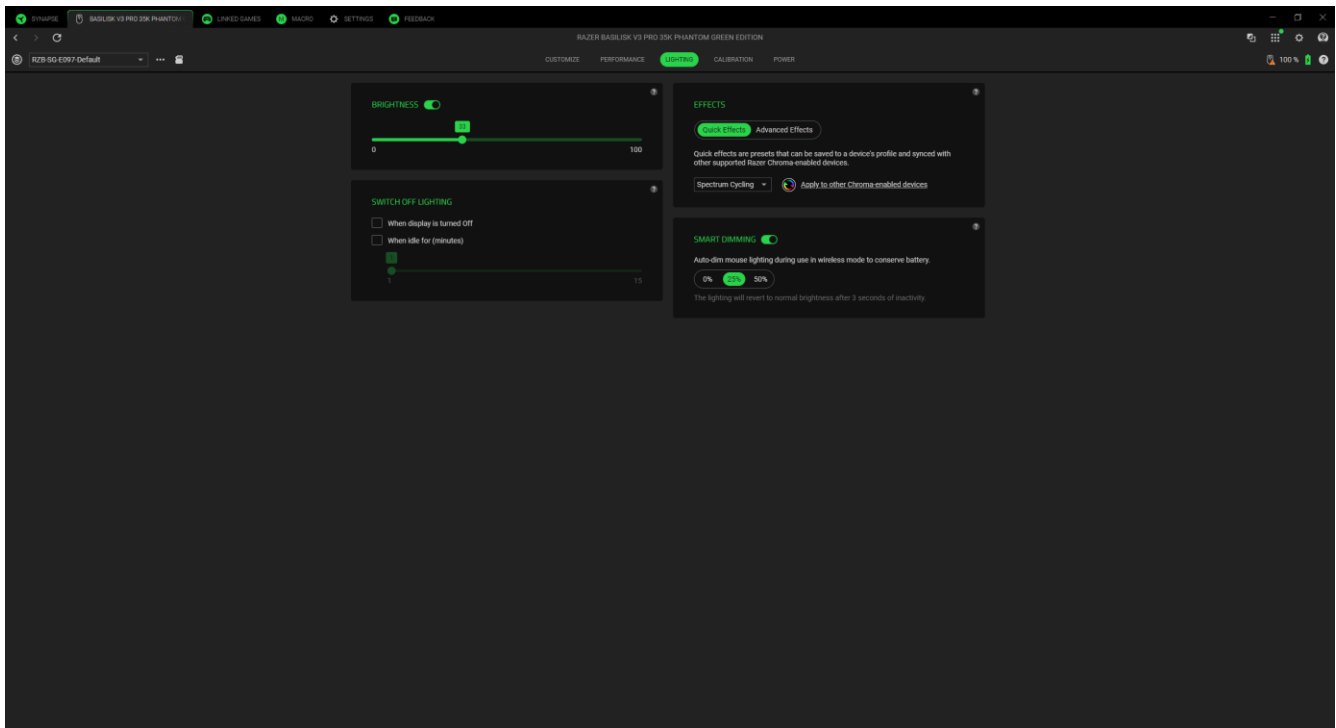 SYNAPSE
BASILISK V3 PRO 35K PHANTOM
LINKED GAMES
MACRO
SETTINGS
FEEDBACK
RAZER BASILISK V3 PRO 35K PHANTOM GREEN EDITION
RZB-SG-E097-Default
CUSTOMIZE
PERFORMANCE
LIGHTING
CALIBRATION
POWER
100 %
BRIGHTNESS
33
0
100
SWITCH OFF LIGHTING
When display is turned Off
When idle for (minutes)
1
1
15
EFFECTS
Quick Effects
Advanced Effects
Quick effects are presets that can be saved to a device's profile and synced with
other supported Razer Chroma-enabled devices.
Spectrum Cycling
Apply to other Chroma-enabled devices
SMART DIMMING
Auto-dim mouse lighting during use in wireless mode to conserve battery.
0%
25%
50%
The lighting will revert to normal brightness after 3 seconds of inactivity.